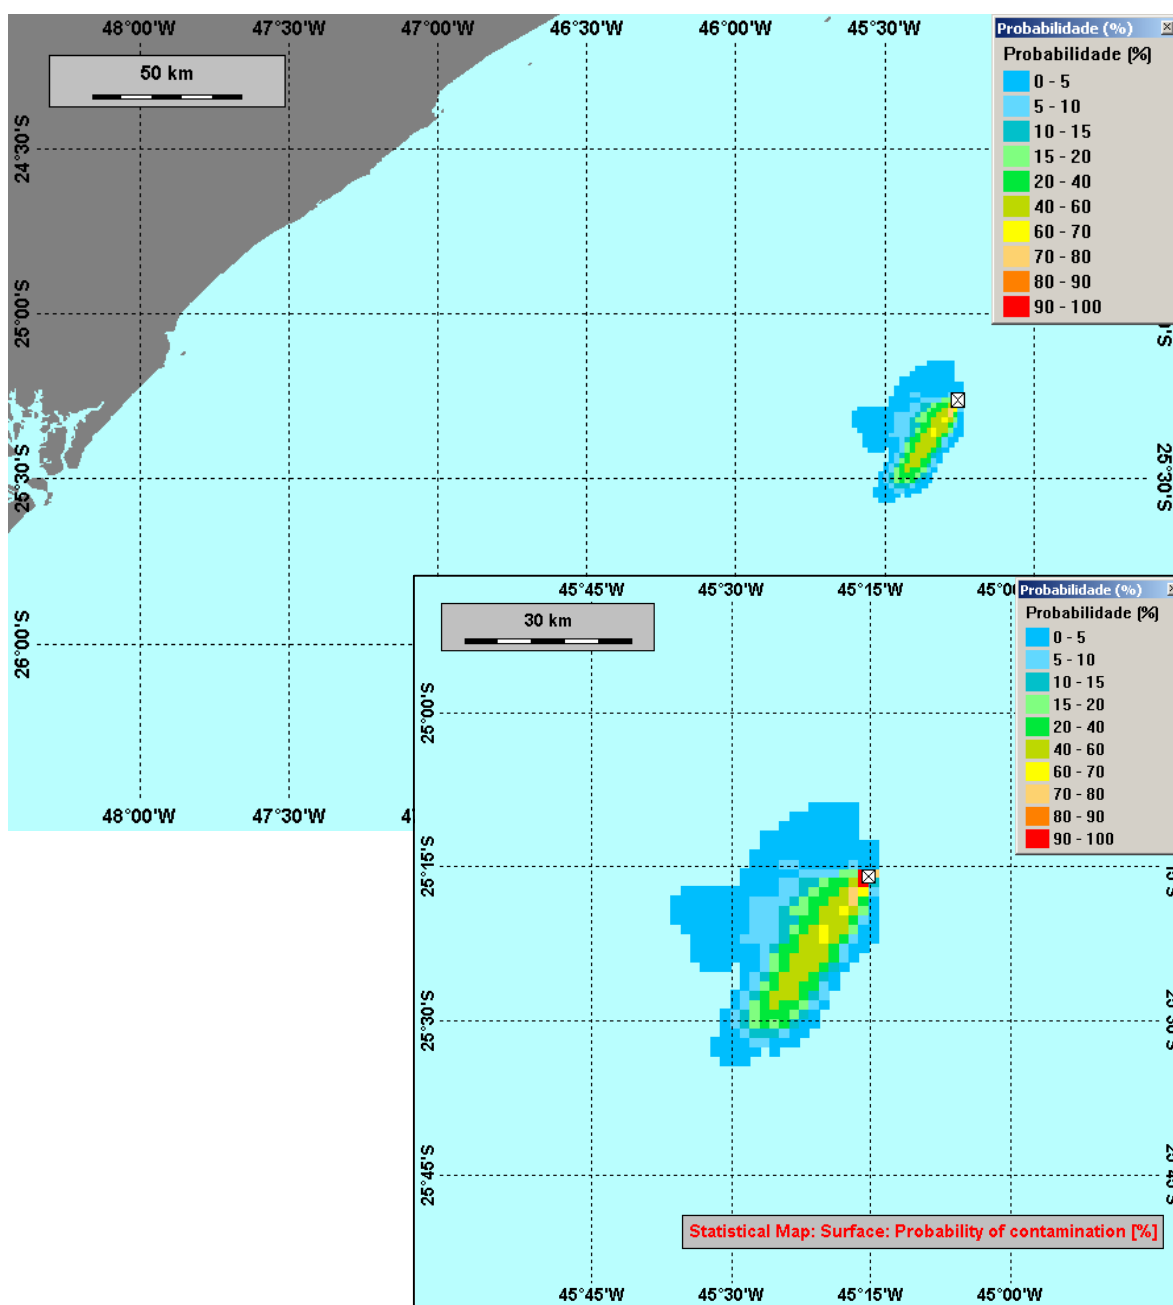 48°00'W 47°30'W 47°00'W 46°30'W 46°00'W 45°30'W
50 km
24°30'S
25°00'S
25°30'S
26°00'S
Probabilidade (%)
Probabilidade (%)
0 - 5
5 - 10
10 - 15
15 - 20
20 - 40
40 - 60
60 - 70
70 - 80
80 - 90
90 - 100
25°30'S
48°00'W 47°30'W
45°45'W 45°30'W 45°15'W 45°00'
30 km
25°00'S
25°15'S
25°30'S
25°45'S
Probabilidade (%)
Probabilidade (%)
0 - 5
5 - 10
10 - 15
15 - 20
20 - 40
40 - 60
60 - 70
70 - 80
80 - 90
90 - 100
Statistical Map: Surface: Probability of contamination [%]
45°45'W 45°30'W 45°15'W 45°00'W